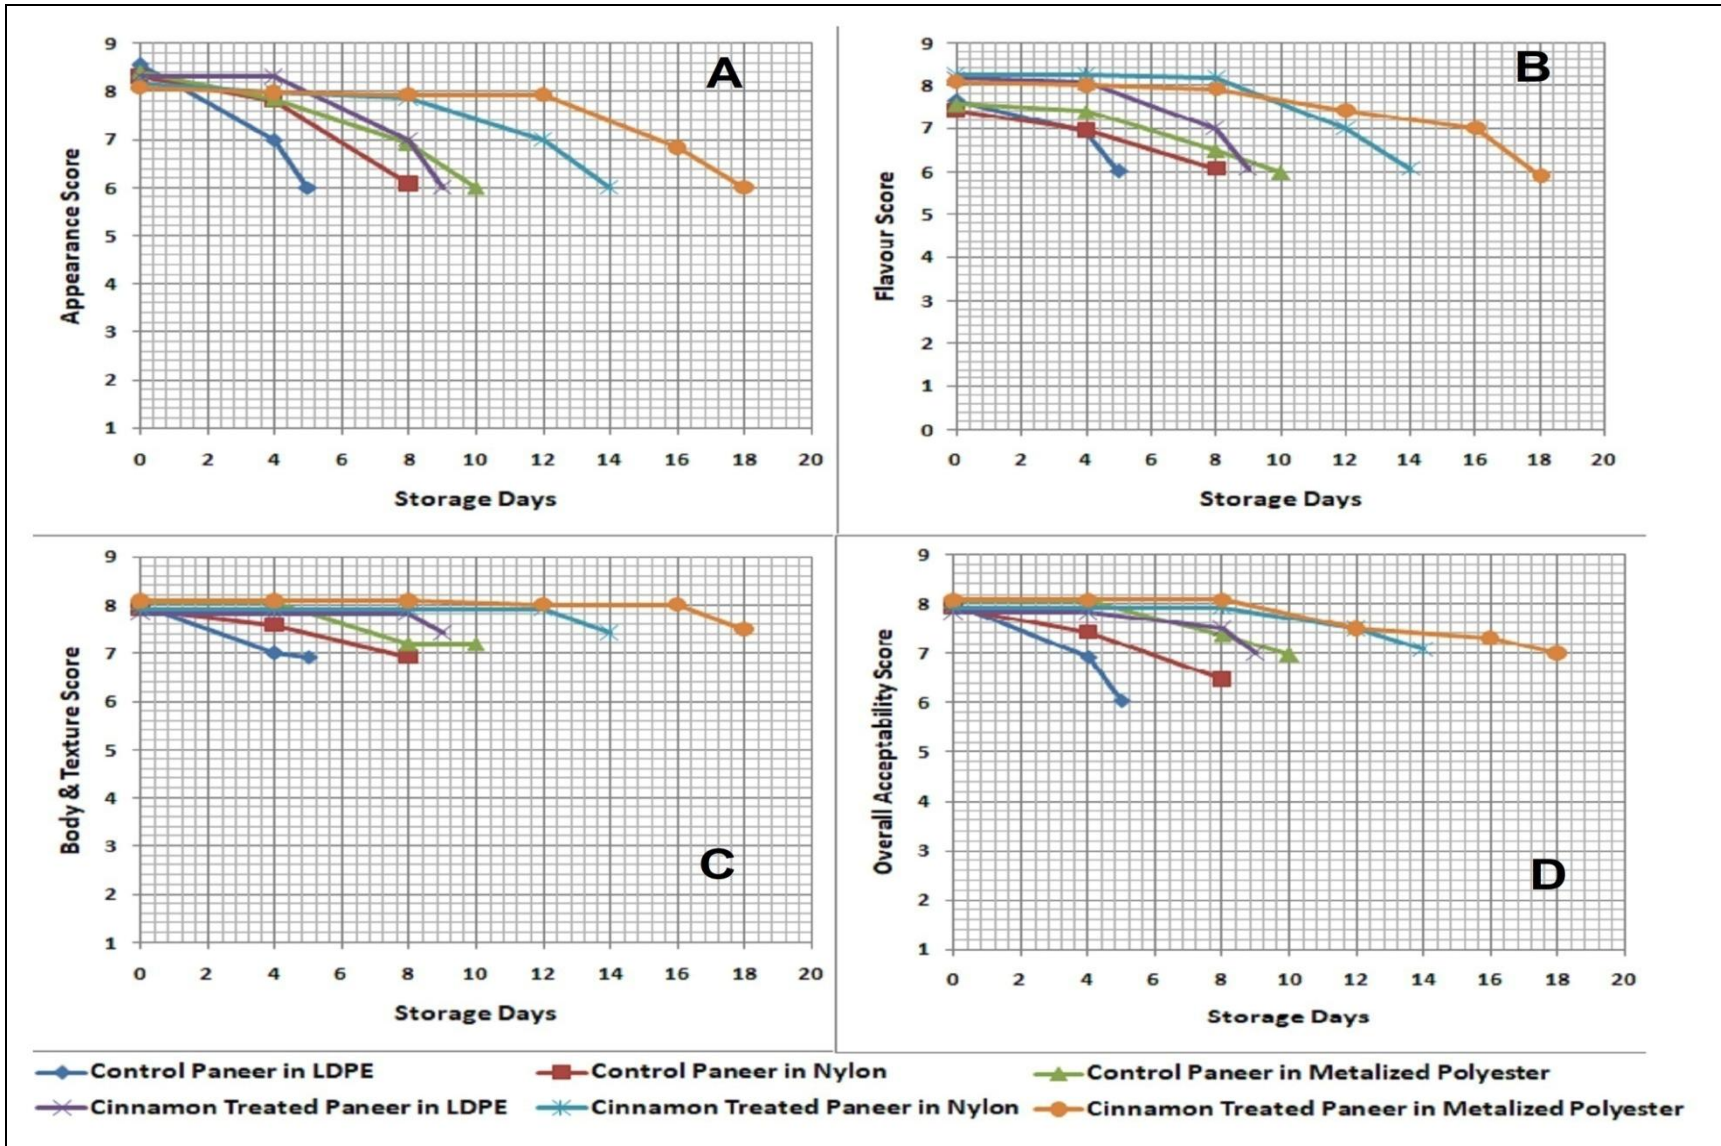 A
9
8
7
6
5
4
3
2
1
0 2 4 6 8 10 12 14 16 18 20
Appearance Score
Storage Days
B
9
8
7
6
5
4
3
2
1
0
0 2 4 6 8 10 12 14 16 18 20
Flavour Score
Storage Days
C
9
8
7
6
5
4
3
2
1
0 2 4 6 8 10 12 14 16 18 20
Body & Texture Score
Storage Days
D
9
8
7
6
5
4
3
2
1
0 2 4 6 8 10 12 14 16 18 20
Overall Acceptability Score
Storage Days
Control Paneer in LDPE Control Paneer in Nylon Control Paneer in Metalized Polyester
Cinnamon Treated Paneer in LDPE Cinnamon Treated Paneer in Nylon Cinnamon Treated Paneer in Metalized Polyester